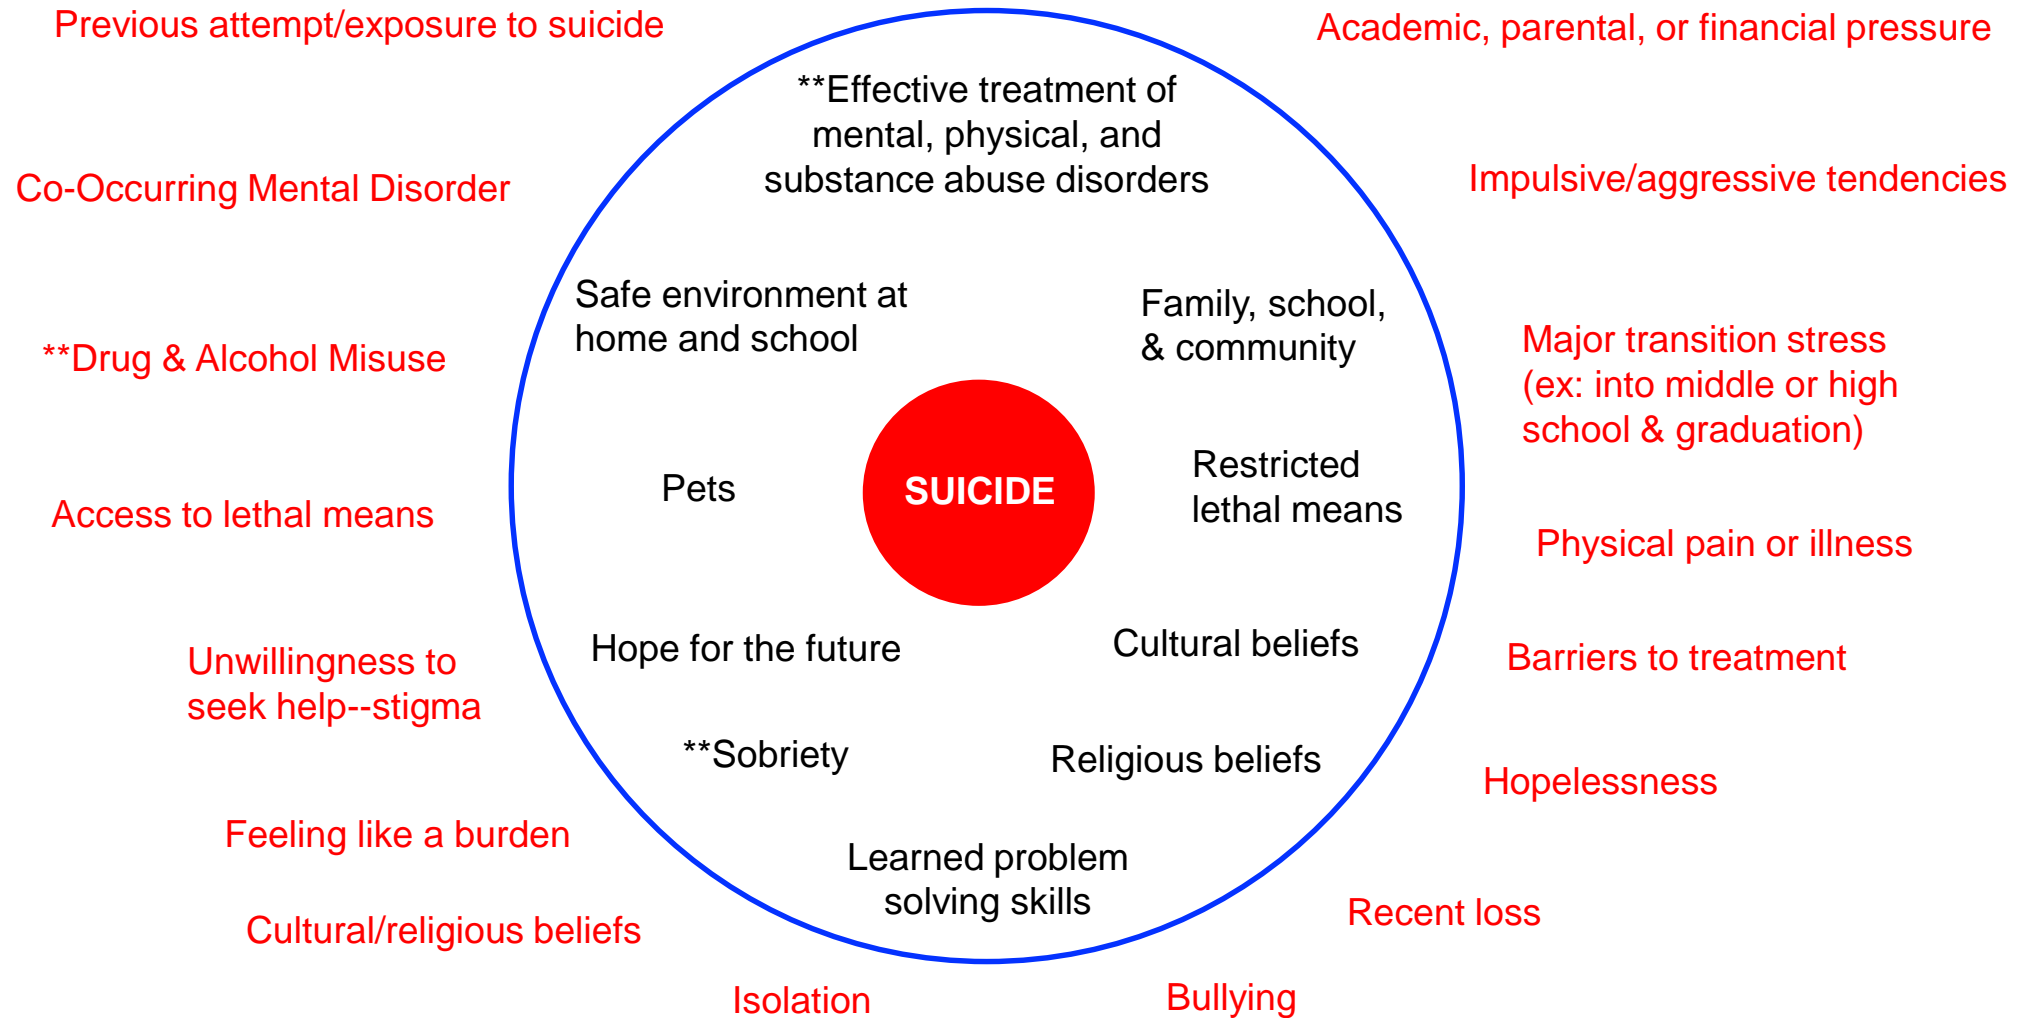 Previous attempt/exposure to suicide
Academic, parental, or financial pressure
**Effective treatment of
mental, physical, and
substance abuse disorders
Co-Occurring Mental Disorder
Impulsive/aggressive tendencies
Safe environment at
home and school
Family, school,
& community
**Drug & Alcohol Misuse
Major transition stress
(ex: into middle or high
school & graduation)
Pets
SUICIDE
Restricted
lethal means
Access to lethal means
Physical pain or illness
Hope for the future
Cultural beliefs
Unwillingness to
seek help--stigma
Barriers to treatment
**Sobriety
Religious beliefs
Hopelessness
Feeling like a burden
Learned problem
solving skills
Cultural/religious beliefs
Recent loss
Isolation
Bullying